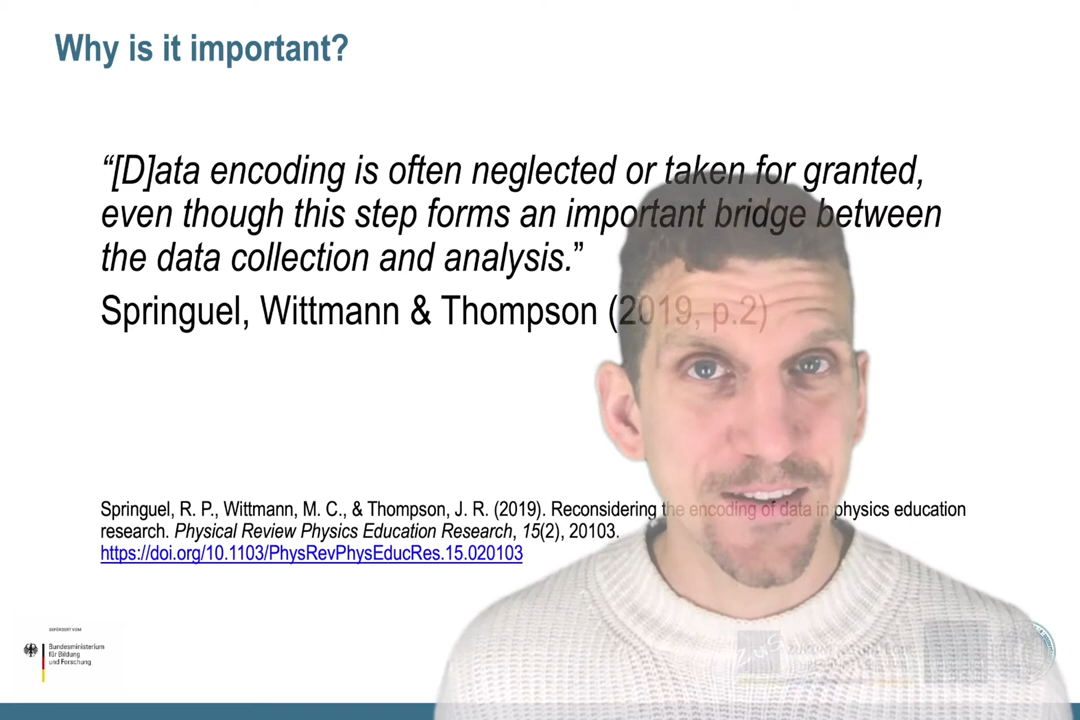 Why is it important?
“[D]ata encoding is often neglected or taken for granted,
even though this step forms an important bridge between
the data collection and analysis.”
Springuel, Wittmann & Thompson (2019, p.2)
Springuel, R. P., Wittmann, M. C., & Thompson, J. R. (2019). Reconsidering the encoding of data in physics education
research. Physical Review Physics Education Research, 15(2), 20103.
https://doi.org/10.1103/PhysRevPhysEducRes.15.020103
GEFÖRDERT VOM
Bundesministerium
für Bildung
und Forschung